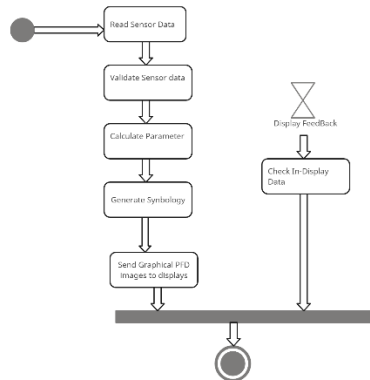 Read Sensor Data
Validate Sensor data
Calculate Parameter
Generate Synbology
Send Graphical PFD
images to displays
Display FeedBack
Check In-Display
Data